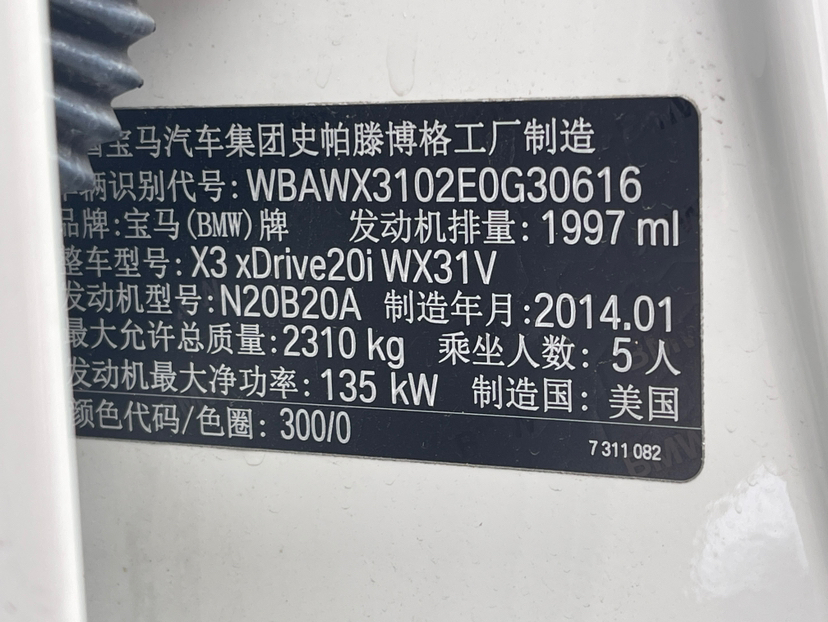 宝马汽车集团史帕滕博格工厂制造
车辆识别代号: WBAWX3102E0G30616
品牌: 宝马(BMW)牌 发动机排量: 1997 ml
整车型号: X3 xDrive20i WX31V
发动机型号: N20B20A 制造年月: 2014.01
最大允许总质量: 2310 kg 乘坐人数: 5 人
发动机最大净功率: 135 kW 制造国: 美国
颜色代码/色圈: 300/0
7 311 082